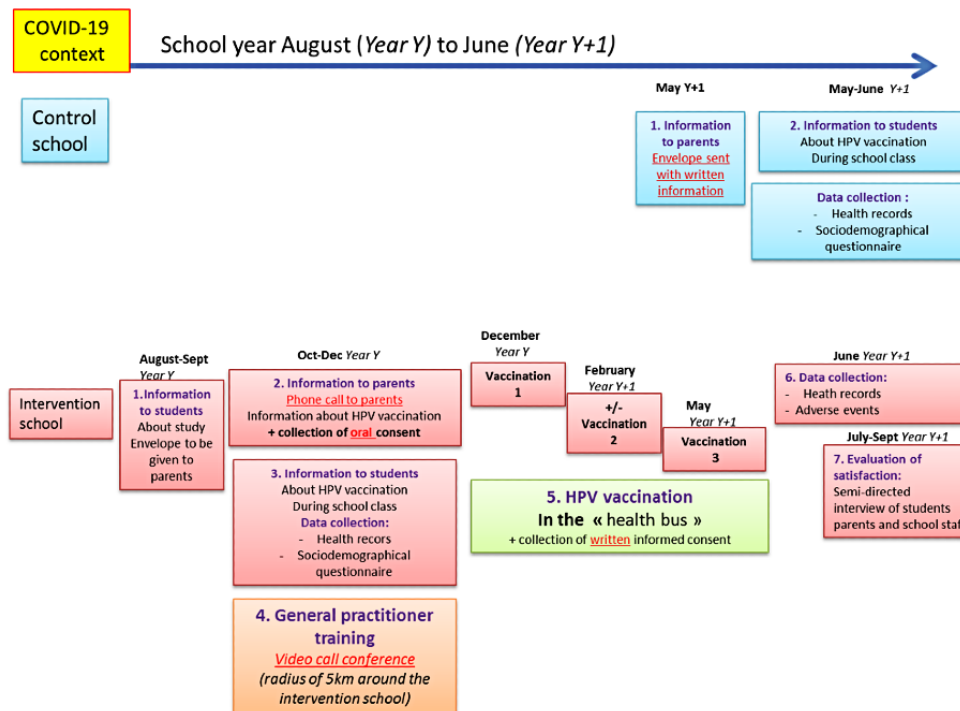 COVID-19
context
School year August (Year Y) to June (Year Y+1)
Control
school
May Y+1
1. Information
to parents
Envelope sent
with written
information
May-June Y+1
2. Information to students
About HPV vaccination
During school class
Data collection :
- Health records
- Sociodemographical
questionnaire
Intervention
school
August-Sept
Year Y
1.Information
to students
About study
Envelope to be
given to
parents
Oct-Dec Year Y
2. Information to parents
Phone call to parents
Information about HPV vaccination
+ collection of oral consent
3. Information to students
About HPV vaccination
During school class
Data collection:
- Health recors
- Sociodemographical
questionnaire
4. General practitioner
training
Video call conference
(radius of 5km around the
intervention school)
December
Year Y
Vaccination
1
February
Year Y+1
+/-
Vaccination
2
May
Year Y+1
Vaccination
3
5. HPV vaccination
In the « health bus »
+ collection of written informed consent
June Year Y+1
6. Data collection:
- Heath records
- Adverse events
July-Sept Year Y+1
7. Evaluation of
satisfaction:
Semi-directed
interview of students
parents and school staf